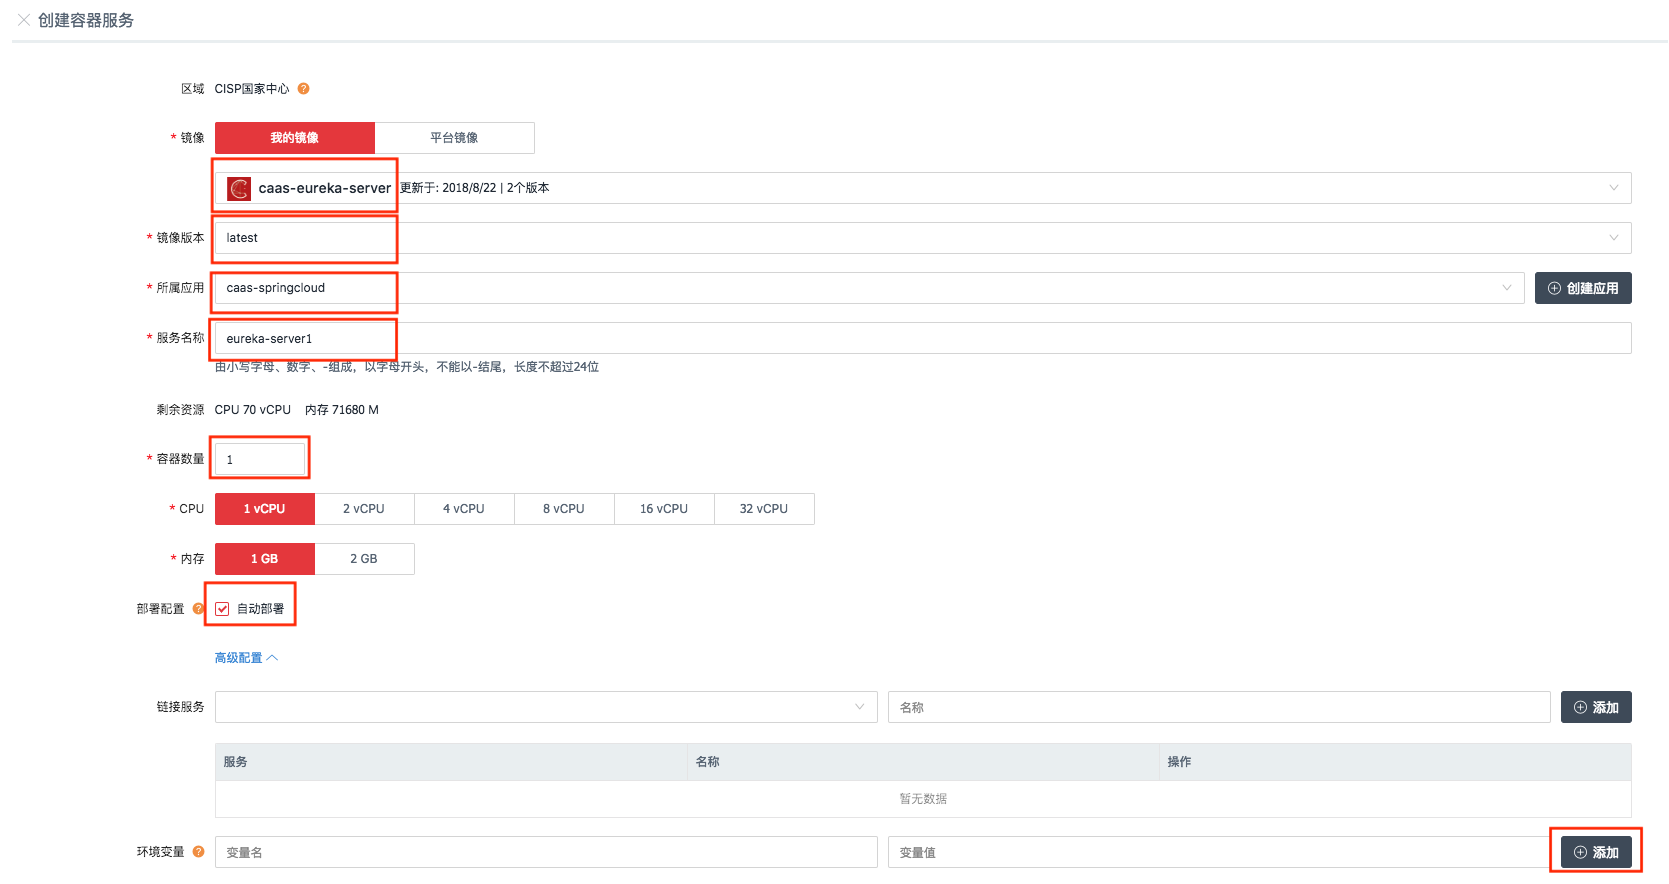 创建容器服务
区域 CISP国家中心 ?
* 镜像 我的镜像 平台镜像
caas-eureka-server 更新于: 2018/8/22 | 2个版本
* 镜像版本 latest
* 所属应用 caas-springcloud 创建应用
* 服务名称 eureka-server1
由小写字母、数字、-组成，以字母开头，不能以-结尾，长度不超过24位
剩余资源 CPU 70 vCPU 内存 71680 M
* 容器数量 1
* CPU 1 vCPU 2 vCPU 4 vCPU 8 vCPU 16 vCPU 32 vCPU
* 内存 1 GB 2 GB
部署配置 ? 自动部署
高级配置
链接服务 名称 添加
服务 名称 操作
暂无数据
环境变量 ? 变量名 变量值 添加